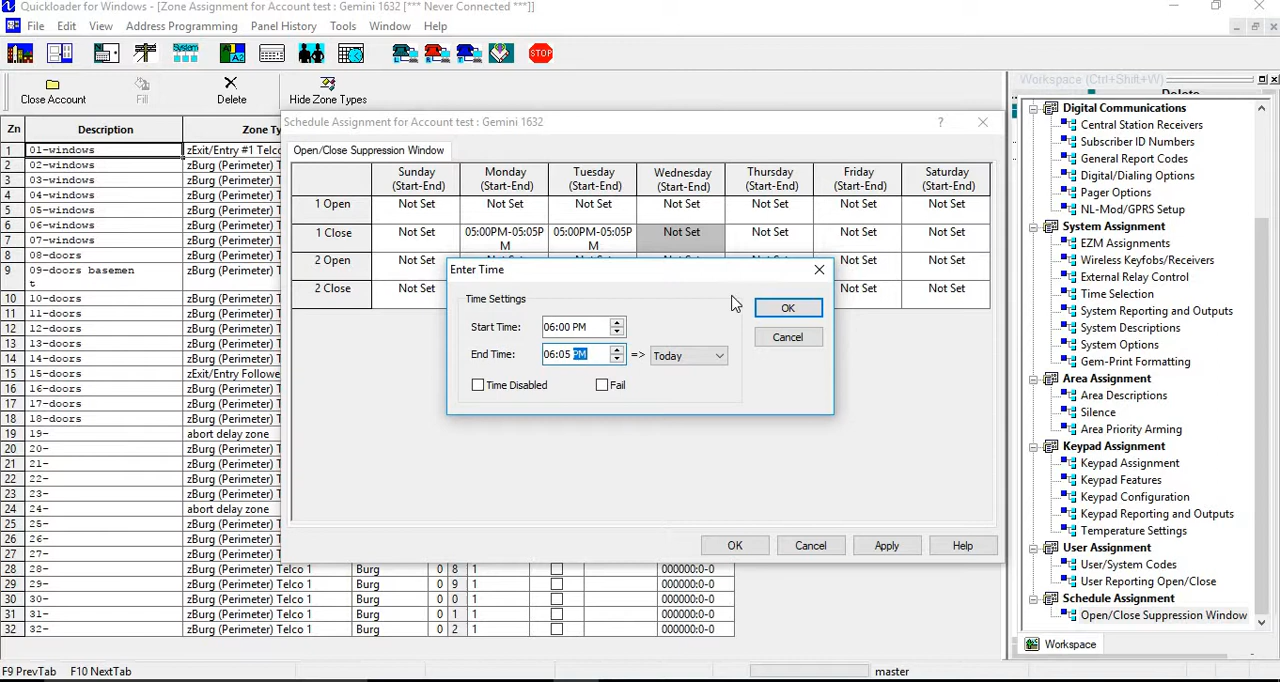 Quickloader for Windows - [Zone Assignment for Account test : Gemini 1632 [*** Never Connected ***]]
File Edit View Address Programming Panel History Tools Window Help
System
STOP
Workspace (Ctrl+Shift+W)
Close Account Fill Delete Hide Zone Types
Zn Description
1 01-windows zExit/Entry #1 Telco
2 02-windows zBurg (Perimeter) T
3 03-windows zBurg (Perimeter) T
4 04-windows zBurg (Perimeter) T
5 05-windows zBurg (Perimeter) T
6 06-windows zBurg (Perimeter) T
7 07-windows zBurg (Perimeter) T
8 08-doors zBurg (Perimeter) T
9 09-doors basemen zBurg (Perimeter) T
t
10 10-doors zBurg (Perimeter) T
11 11-doors zBurg (Perimeter) T
12 12-doors zBurg (Perimeter) T
13 13-doors zBurg (Perimeter) T
14 14-doors zBurg (Perimeter) T
15 15-doors zExit/Entry Followe
16 16-doors zBurg (Perimeter) T
17 17-doors zBurg (Perimeter) T
18 18-doors zBurg (Perimeter) T
19 19- abort delay zone
20 20- zBurg (Perimeter) T
21 21- zBurg (Perimeter) T
22 22- zBurg (Perimeter) T
23 23- zBurg (Perimeter) T
24 24- abort delay zone
25 25- zBurg (Perimeter) T
26 26- zBurg (Perimeter) T
27 27- zBurg (Perimeter) T
28 28- zBurg (Perimeter) Telco 1 Burg 0 8 1 000000:0-0
29 29- zBurg (Perimeter) Telco 1 Burg 0 9 1 000000:0-0
30 30- zBurg (Perimeter) Telco 1 Burg 0 0 1 000000:0-0
31 31- zBurg (Perimeter) Telco 1 Burg 0 1 1 000000:0-0
32 32- zBurg (Perimeter) Telco 1 Burg 0 2 1 000000:0-0
Schedule Assignment for Account test : Gemini 1632
Open/Close Suppression Window
Sunday Monday Tuesday Wednesday Thursday Friday Saturday
(Start-End) (Start-End) (Start-End) (Start-End) (Start-End) (Start-End) (Start-End)
1 Open Not Set Not Set Not Set Not Set Not Set Not Set Not Set
1 Close Not Set 05:00PM-05:05P 05:00PM-05:05P Not Set Not Set Not Set Not Set
M M
2 Open Not Set Not Set Not Set
2 Close Not Set Not Set Not Set
Enter Time
Time Settings
Start Time: 06:00 PM OK
End Time: 06:05 PM => Today Cancel
Time Disabled Fail
OK Cancel Apply Help
Digital Communications
Central Station Receivers
Subscriber ID Numbers
General Report Codes
Digital/Dialing Options
Pager Options
NL-Mod/GPRS Setup
System Assignment
EZM Assignments
Wireless Keyfobs/Receivers
External Relay Control
Time Selection
System Reporting and Outputs
System Descriptions
System Options
Gem-Print Formatting
Area Assignment
Area Descriptions
Silence
Area Priority Arming
Keypad Assignment
Keypad Assignment
Keypad Features
Keypad Configuration
Keypad Reporting and Outputs
Temperature Settings
User Assignment
User/System Codes
User Reporting Open/Close
Schedule Assignment
Open/Close Suppression Window
Workspace
F9 PrevTab F10 NextTab master